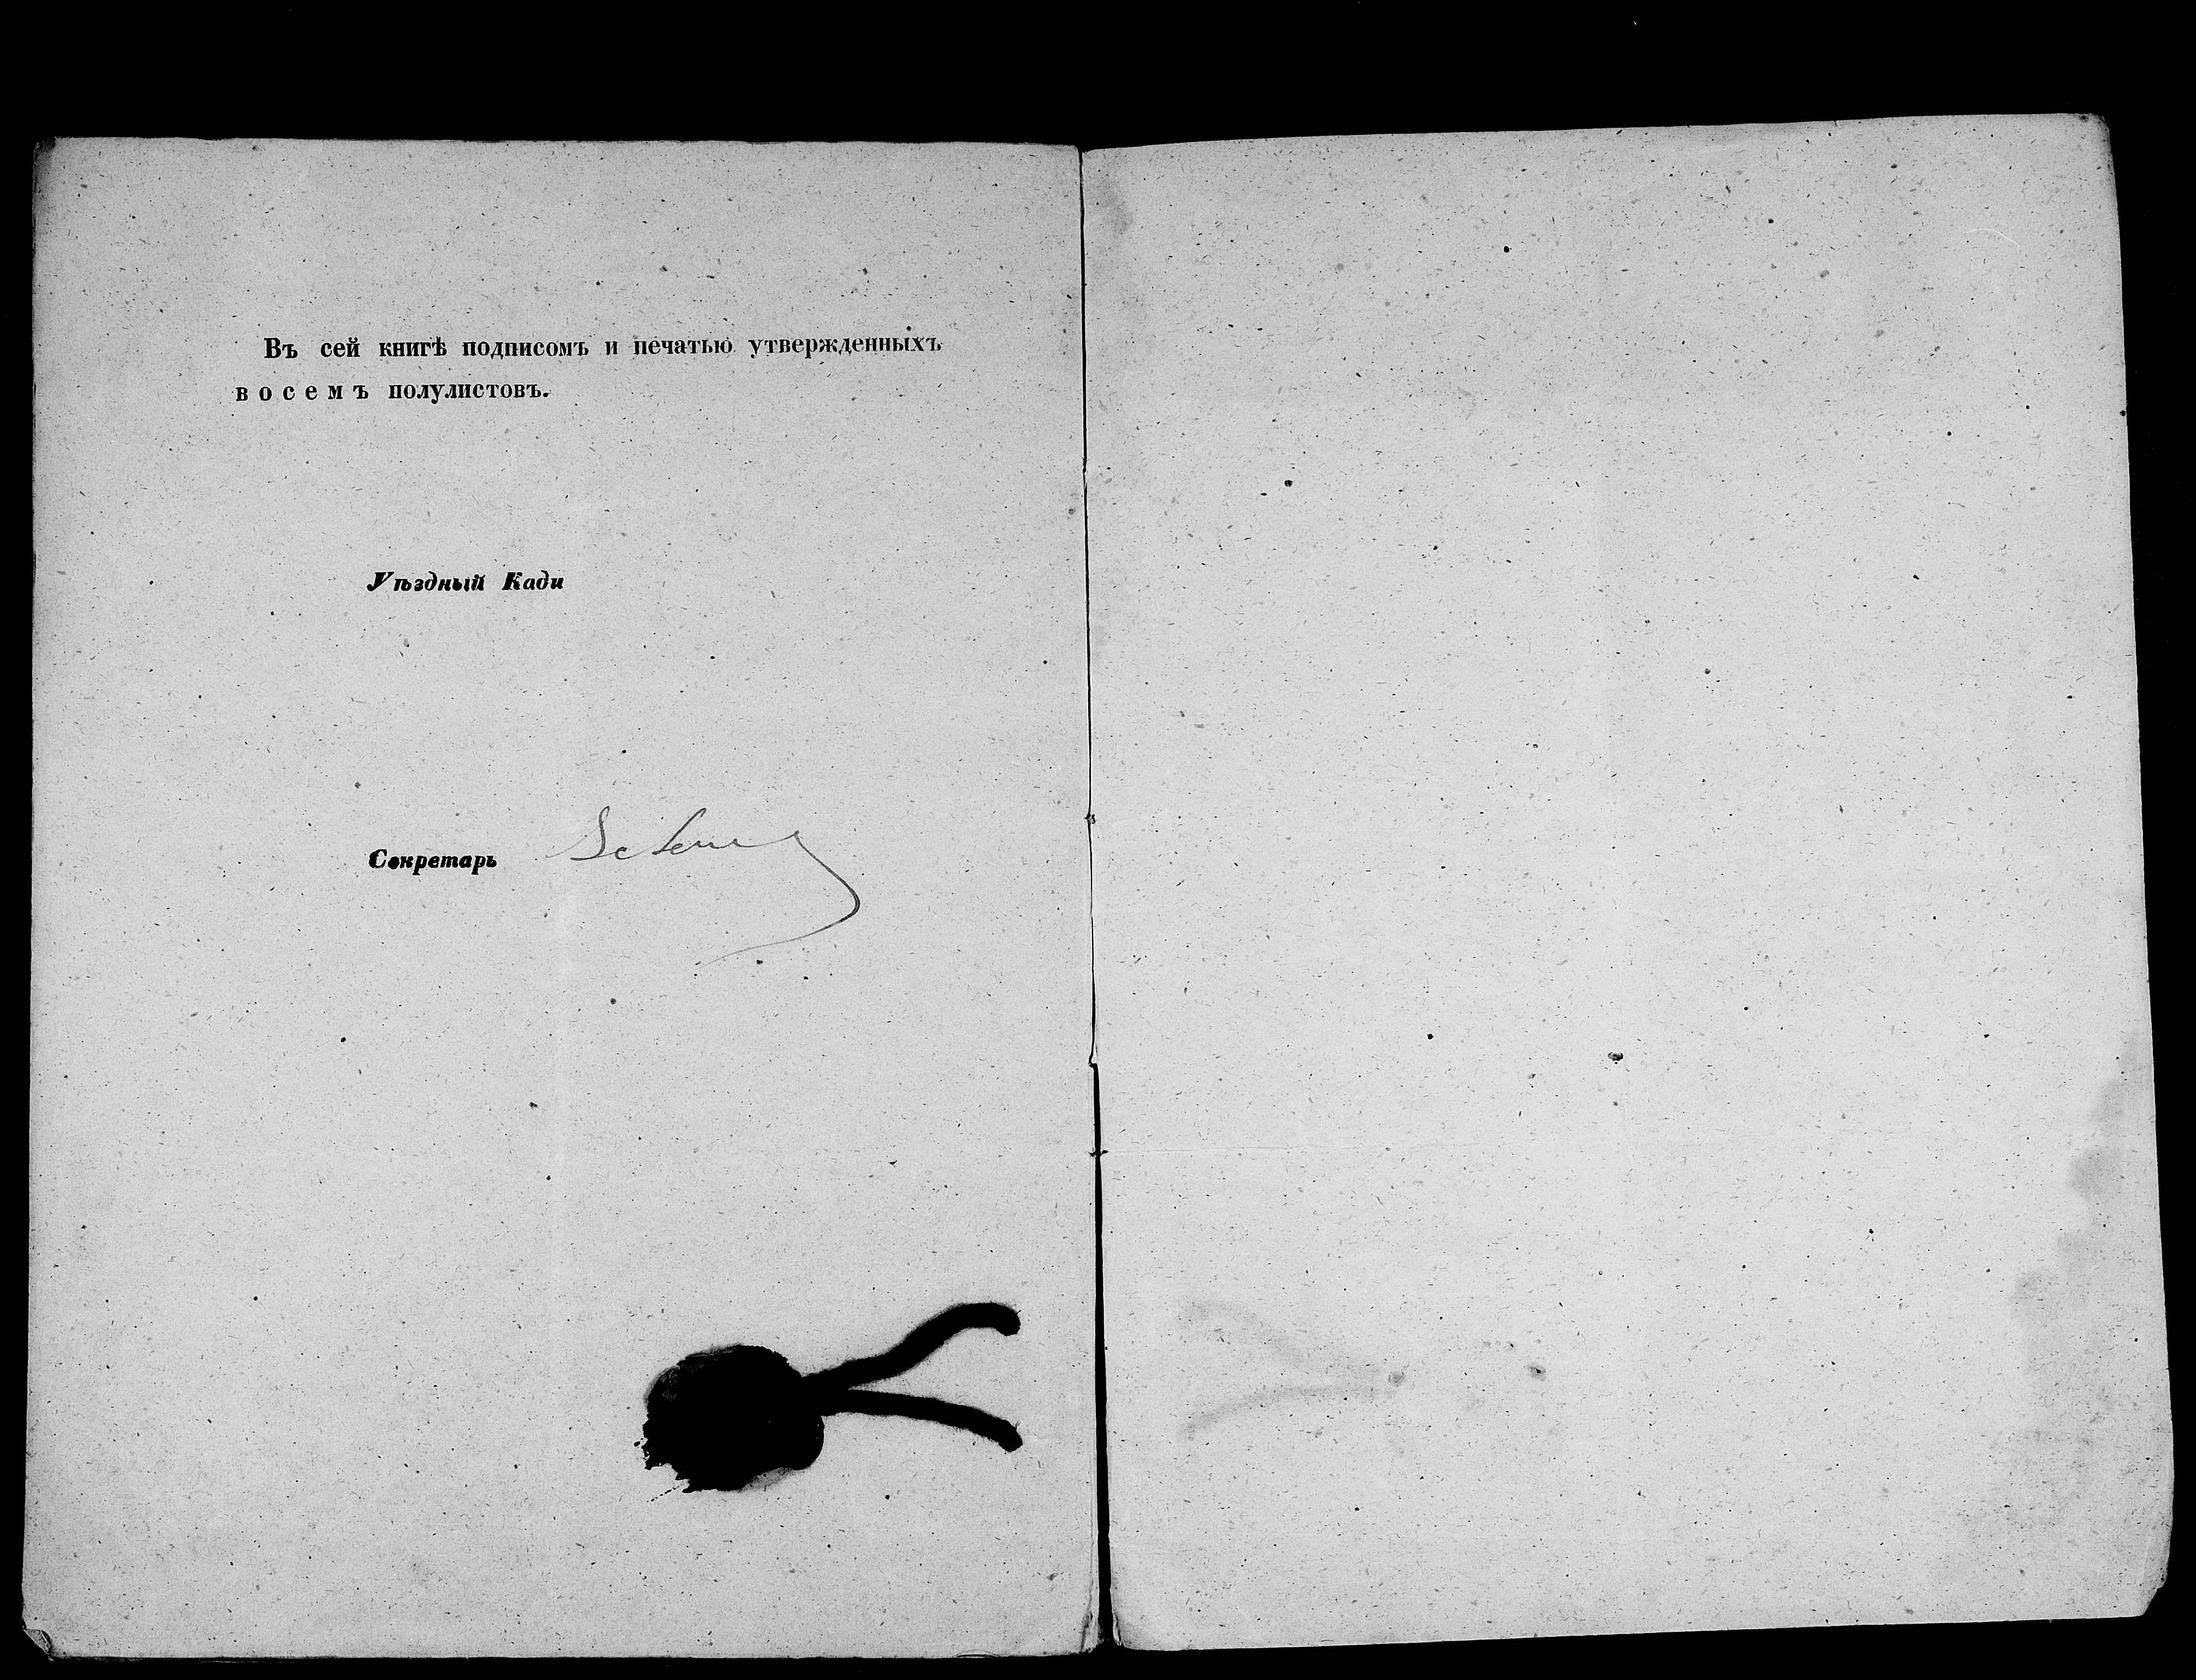 Въ сей книгѣ подписомъ и печатью утвержденныхъ
восемъ полулистовъ.
Уѣздный Кади
Секретарь